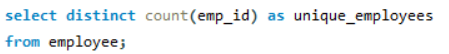 select distinct count(emp_id) as unique_employees
from employee;